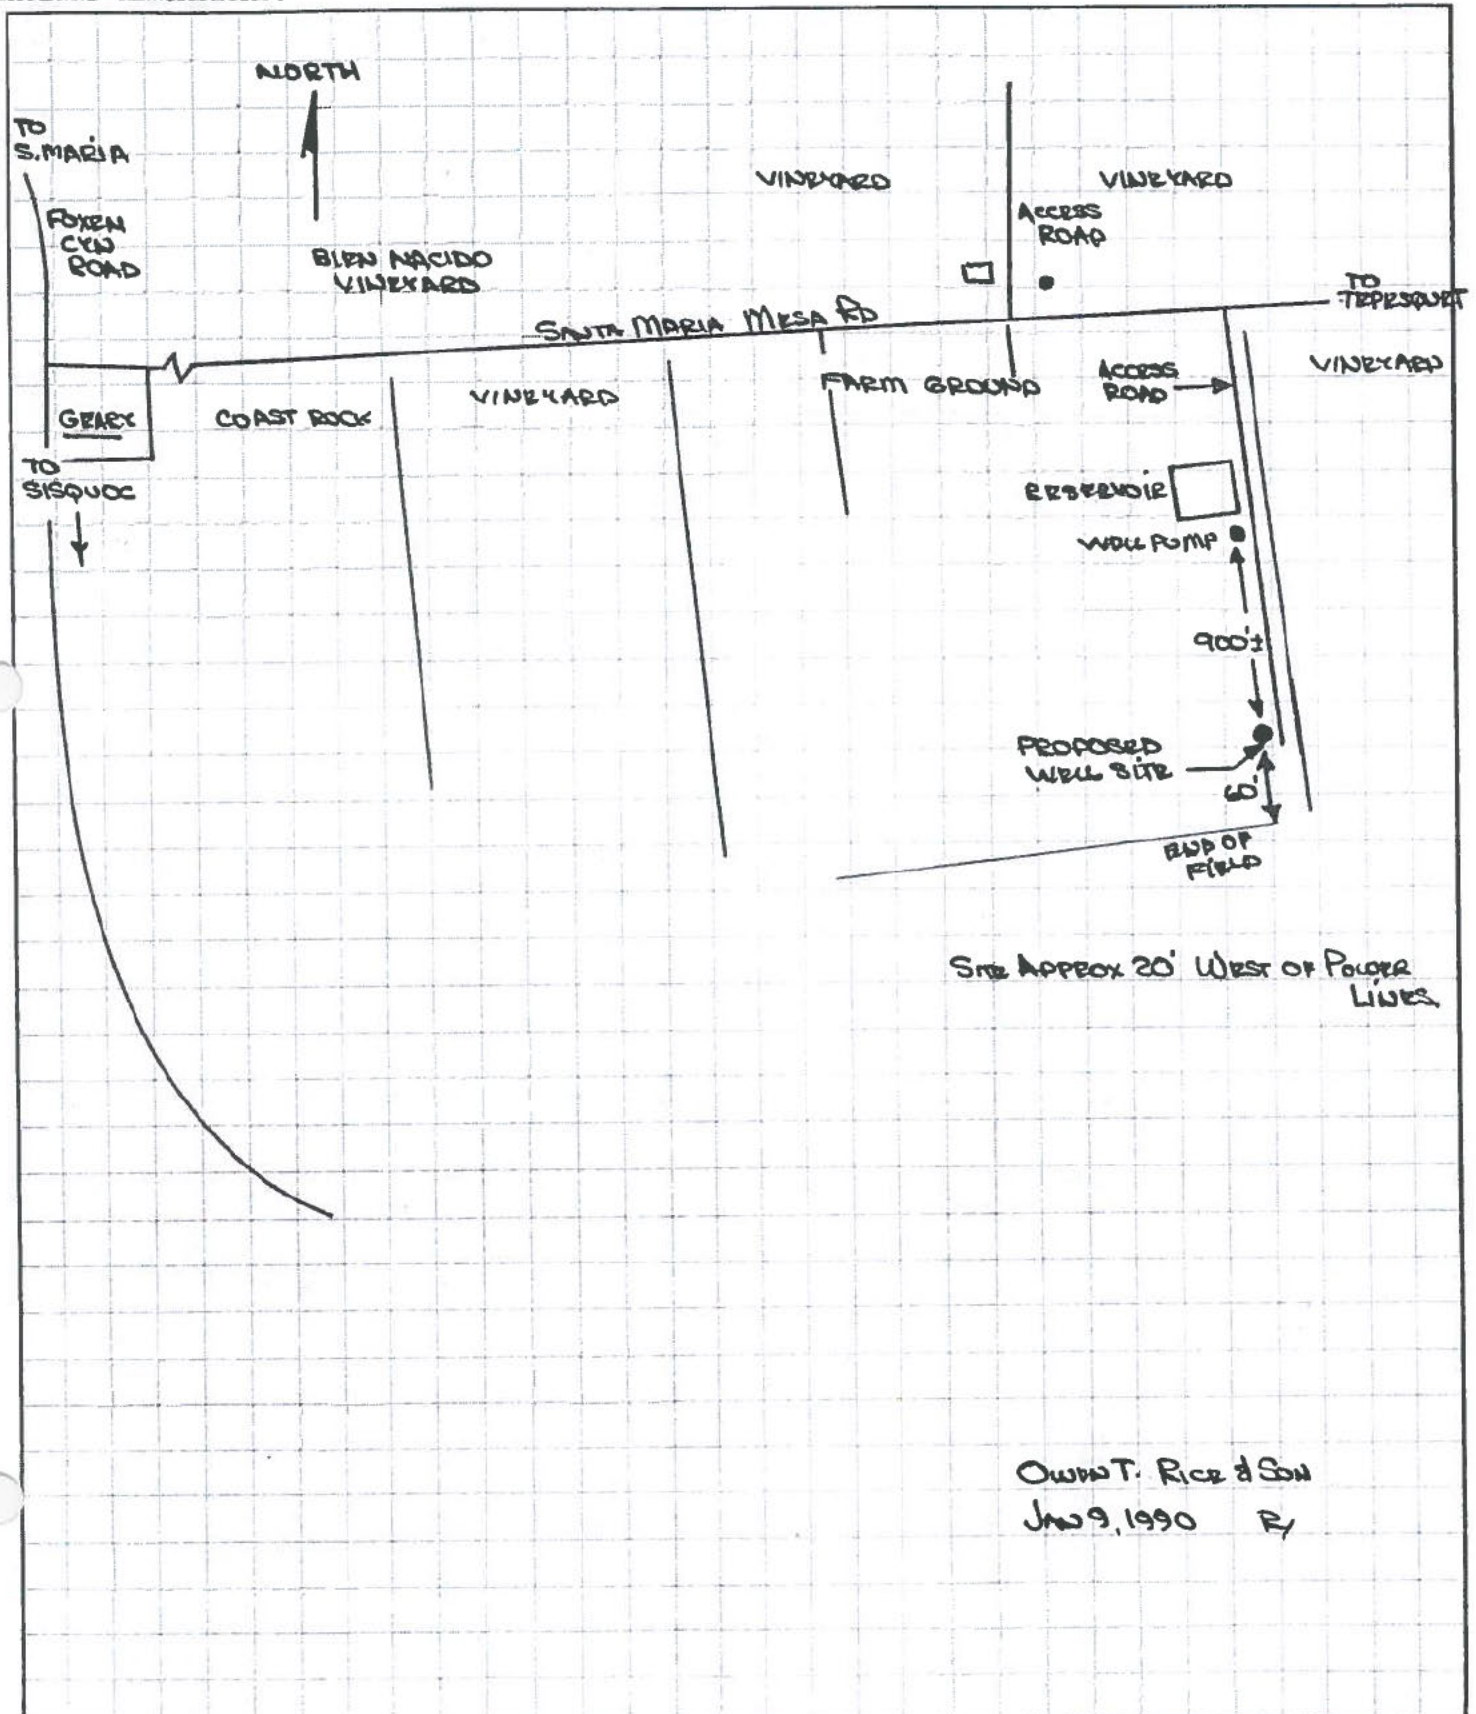 NORTH
TO
S. MARIA
FOXEN
CYN
ROAD
BIEN NACIDO
VINEYARD
VINEYARD
VINEYARD
ACCESS
ROAD
TO
TEPESQUET
SANTA MARIA MESA RD
GEARY
COAST ROCK
VINEYARD
FARM GROUND
ACCESS
ROAD
VINEYARD
TO
SISQUOC
RESERVOIR
WELL PUMP
900'±
PROPOSED
WELL SITE
60'
END OF
FIELD
SITE APPROX 20' WEST OF POWER
LINES.
OWEN T. RICE & SON
JAN 9, 1990